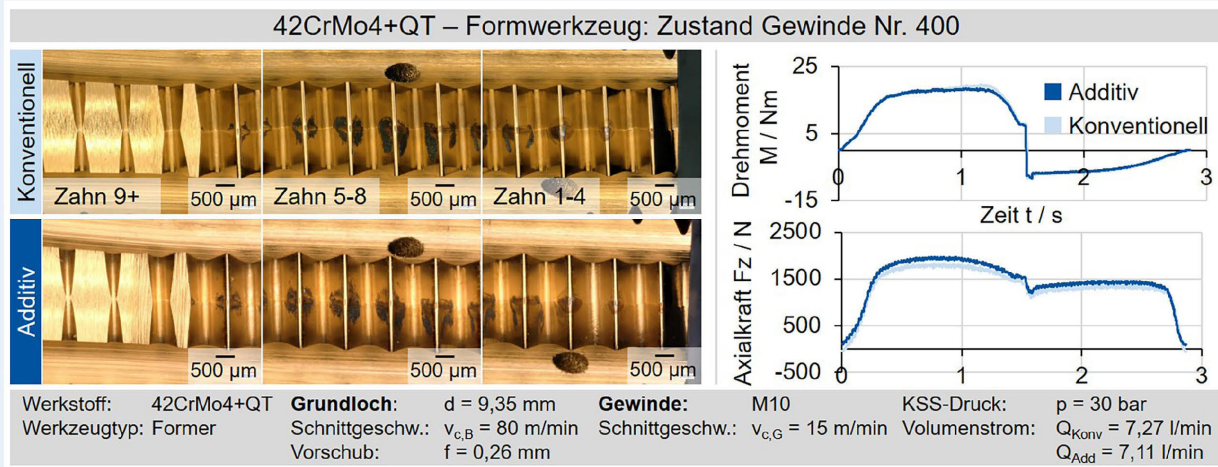 42CrMo4+QT – Formwerkzeug: Zustand Gewinde Nr. 400
Konventionell
Zahn 9+
500 µm
Zahn 5-8
500 µm
Zahn 1-4
500 µm
Additiv
500 µm
500 µm
500 µm
Drehmoment
M / Nm
25
5
-15
0
1
2
3
Additiv
Konventionell
Zeit t / s
Axialkraft Fz / N
2500
1500
500
-500
0
1
2
3
Werkstoff: 42CrMo4+QT Grundloch: d = 9,35 mm Gewinde: M10 KSS-Druck: p = 30 bar
Werkzeugtyp: Former Schnittgeschw.: vc,B = 80 m/min Schnittgeschw.: vc,G = 15 m/min Volumenstrom: QKonv = 7,27 l/min
Vorschub: f = 0,26 mm QAdd = 7,11 l/min